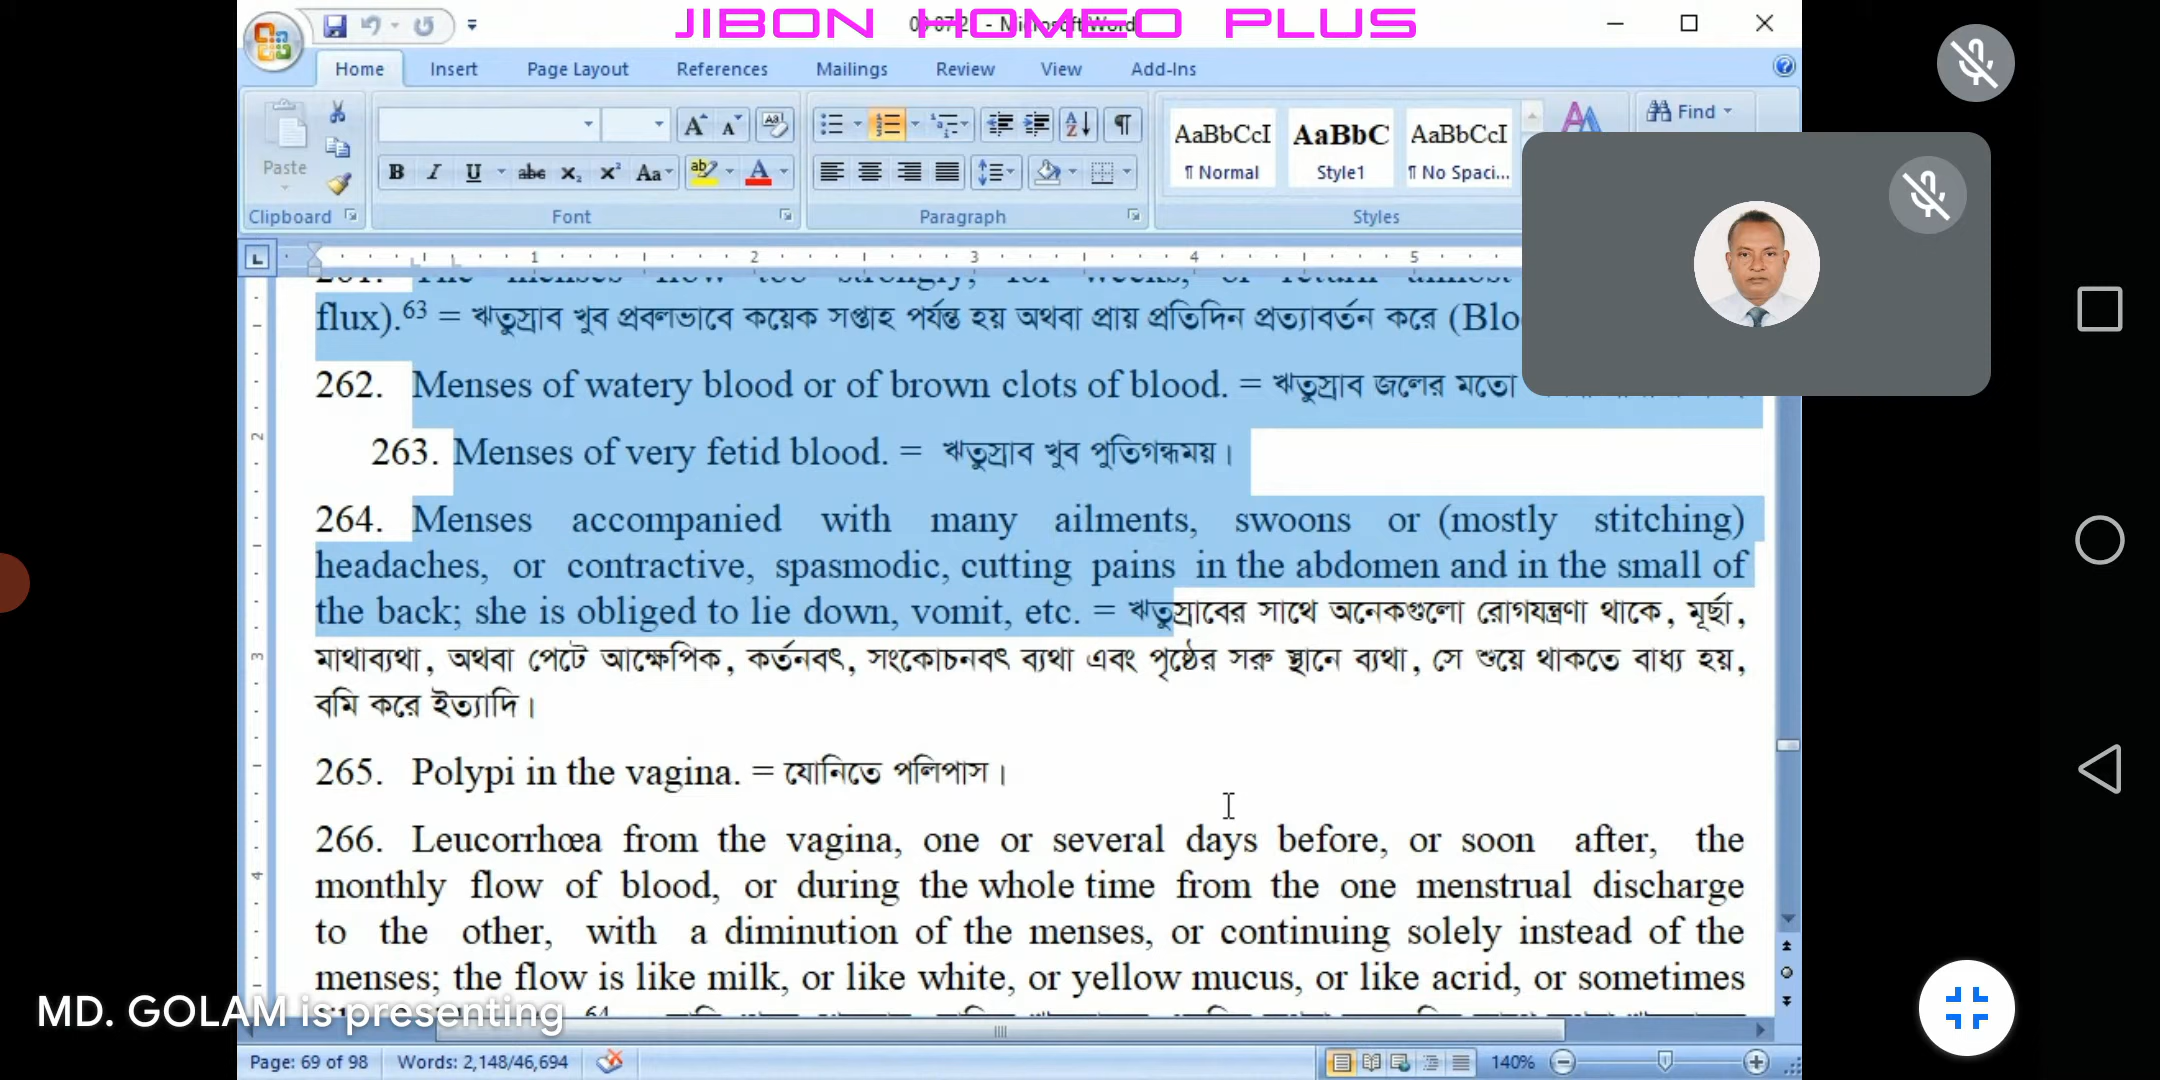 JIBON HOMEO PLUS
Home Insert Page Layout References Mailings Review View Add-Ins
AaBbCcI AaBbC AaBbCcI Find
Paste ¶ Normal Style1 ¶ No Spaci...
Clipboard Font Paragraph Styles
1 2 3 4 5
flux).63 = ঋতুস্রাব খুব প্রবলভাবে কয়েক সপ্তাহ পর্যন্ত হয় অথবা প্রায় প্রতিদিন প্রত্যাবর্তন করে (Blo
262. Menses of watery blood or of brown clots of blood. = ঋতুস্রাব জলের মতো
263. Menses of very fetid blood. = ঋতুস্রাব খুব পুতিগন্ধময়।
264. Menses accompanied with many ailments, swoons or (mostly stitching)
headaches, or contractive, spasmodic, cutting pains in the abdomen and in the small of
the back; she is obliged to lie down, vomit, etc. = ঋতুস্রাবের সাথে অনেকগুলো রোগযন্ত্রণা থাকে, মূর্ছা,
মাথাব্যথা, অথবা পেটে আক্ষেপিক, কর্তনবৎ, সংকোচনবৎ ব্যথা এবং পৃষ্ঠের সরু স্থানে ব্যথা, সে শুয়ে থাকতে বাধ্য হয়,
বমি করে ইত্যাদি।
265. Polypi in the vagina. = যোনিতে পলিপাস।
266. Leucorrhœa from the vagina, one or several days before, or soon after, the
monthly flow of blood, or during the whole time from the one menstrual discharge
to the other, with a diminution of the menses, or continuing solely instead of the
menses; the flow is like milk, or like white, or yellow mucus, or like acrid, or sometimes
MD. GOLAM is presenting
Page: 69 of 98 Words: 2,148/46,694 140%